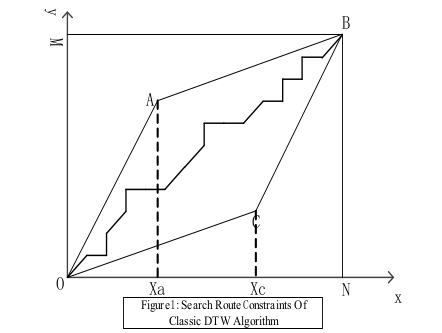 y
M
B
A
C
O
Xa
Xc
N
x
Figure1: Search Route Constraints Of
Classic DTW Algorithm